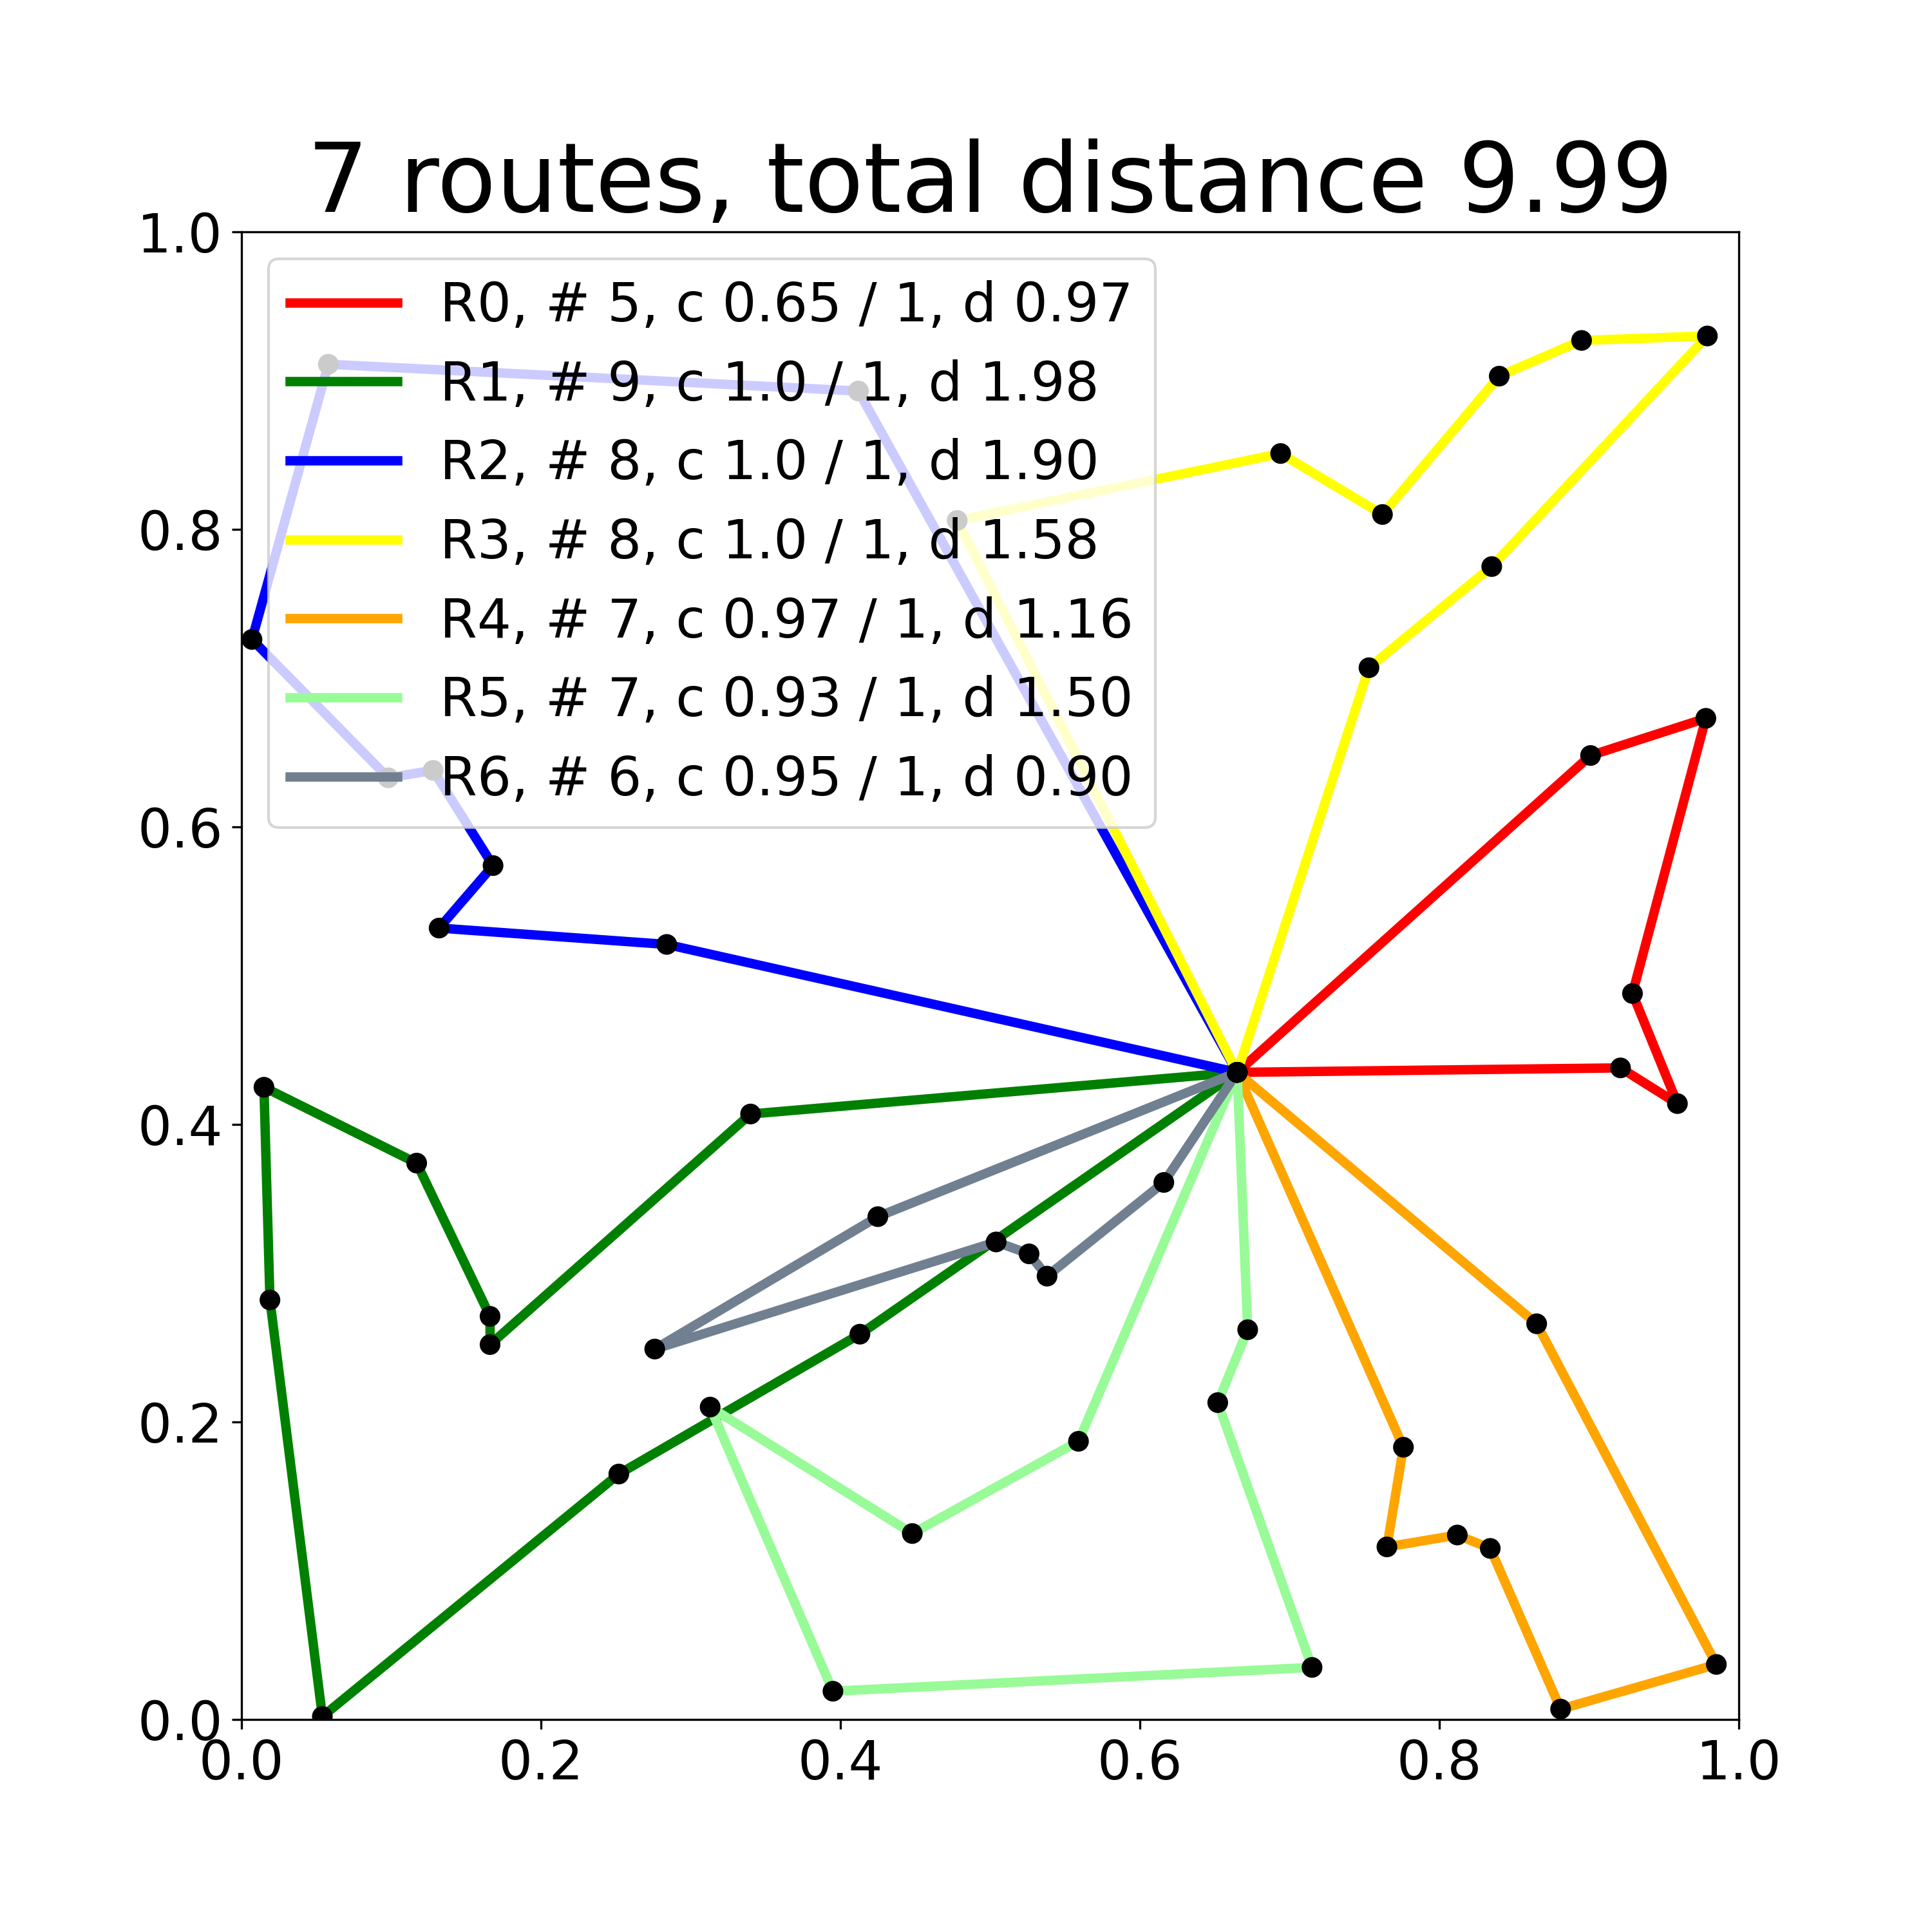 7 routes, total distance 9.99
1.0
R0, # 5, c 0.65 / 1, d 0.97
R1, # 9, c 1.0 / 1, d 1.98
R2, # 8, c 1.0 / 1, d 1.90
R3, # 8, c 1.0 / 1, d 1.58
R4, # 7, c 0.97 / 1, d 1.16
R5, # 7, c 0.93 / 1, d 1.50
R6, # 6, c 0.95 / 1, d 0.90
0.8
0.6
0.4
0.2
0.0
0.0 0.2 0.4 0.6 0.8 1.0